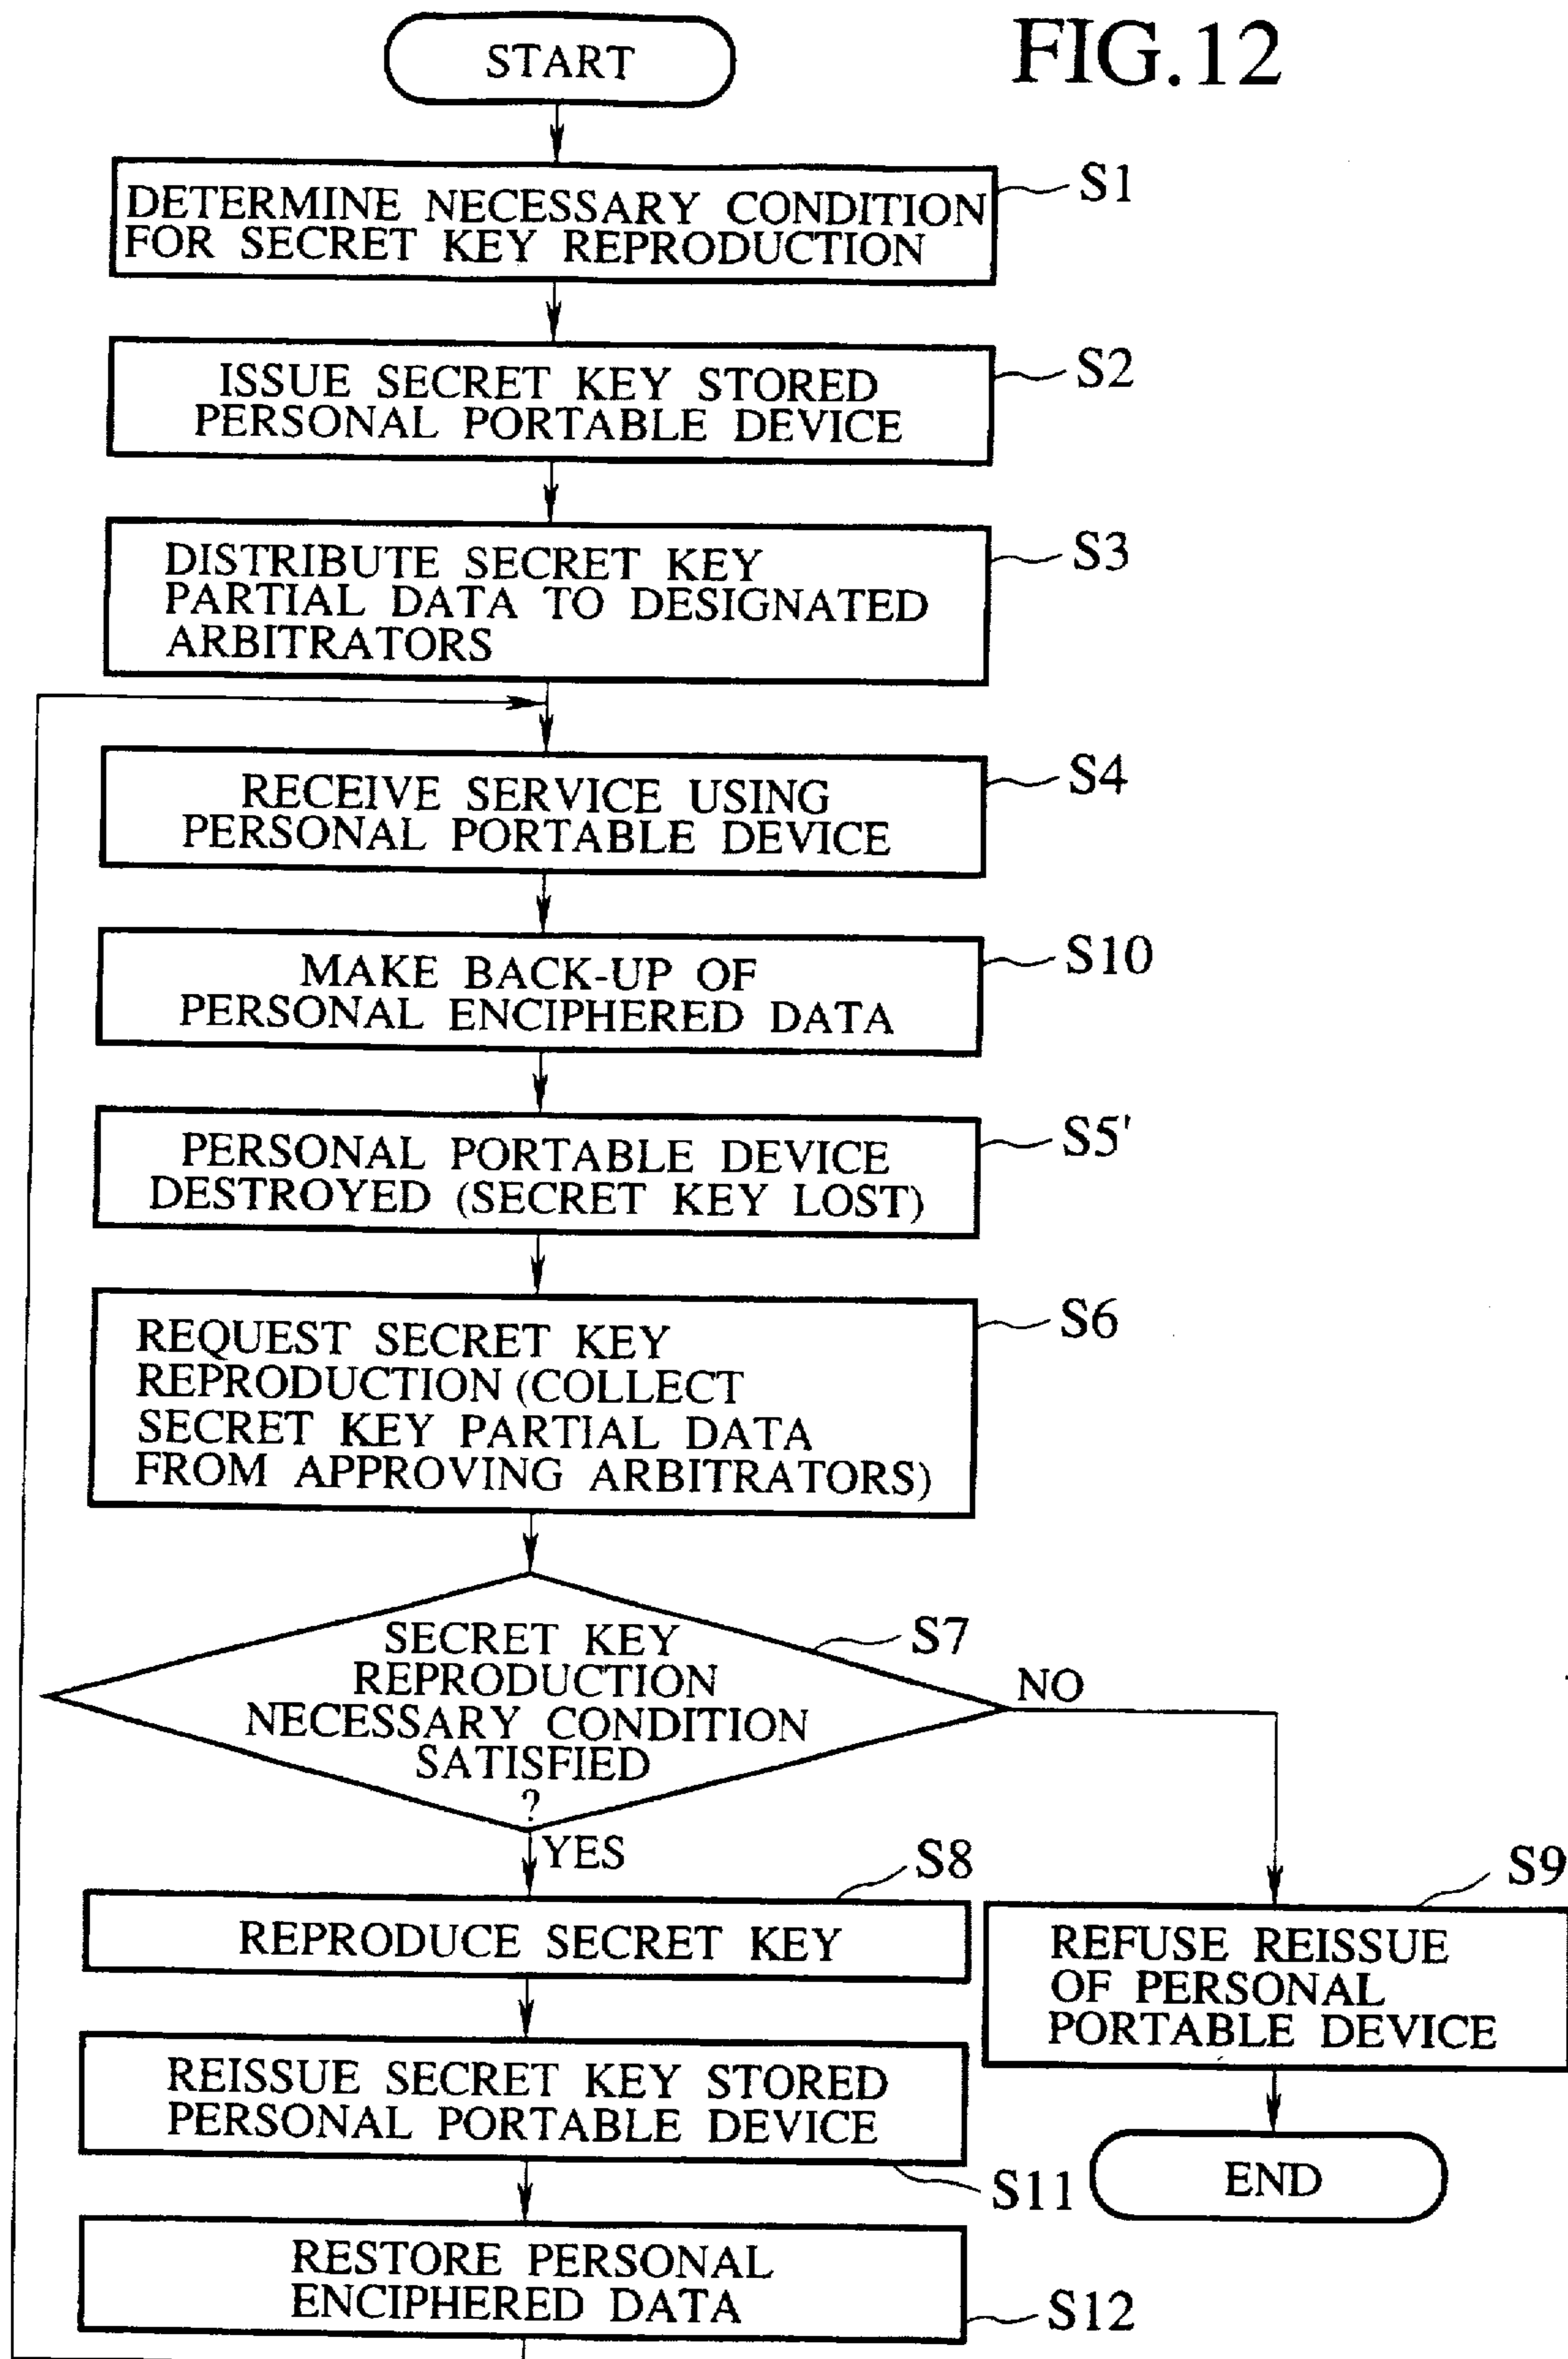 FIG.12
START
DETERMINE NECESSARY CONDITION
FOR SECRET KEY REPRODUCTION
S1
ISSUE SECRET KEY STORED
PERSONAL PORTABLE DEVICE
S2
DISTRIBUTE SECRET KEY
PARTIAL DATA TO DESIGNATED
ARBITRATORS
S3
RECEIVE SERVICE USING
PERSONAL PORTABLE DEVICE
S4
MAKE BACK-UP OF
PERSONAL ENCIPHERED DATA
S10
PERSONAL PORTABLE DEVICE
DESTROYED (SECRET KEY LOST)
S5'
REQUEST SECRET KEY
REPRODUCTION (COLLECT
SECRET KEY PARTIAL DATA
FROM APPROVING ARBITRATORS)
S6
SECRET KEY
REPRODUCTION
NECESSARY CONDITION
SATISFIED
?
S7
NO
YES
S8
REPRODUCE SECRET KEY
S9
REFUSE REISSUE
OF PERSONAL
PORTABLE DEVICE
REISSUE SECRET KEY STORED
PERSONAL PORTABLE DEVICE
S11
END
RESTORE PERSONAL
ENCIPHERED DATA
S12